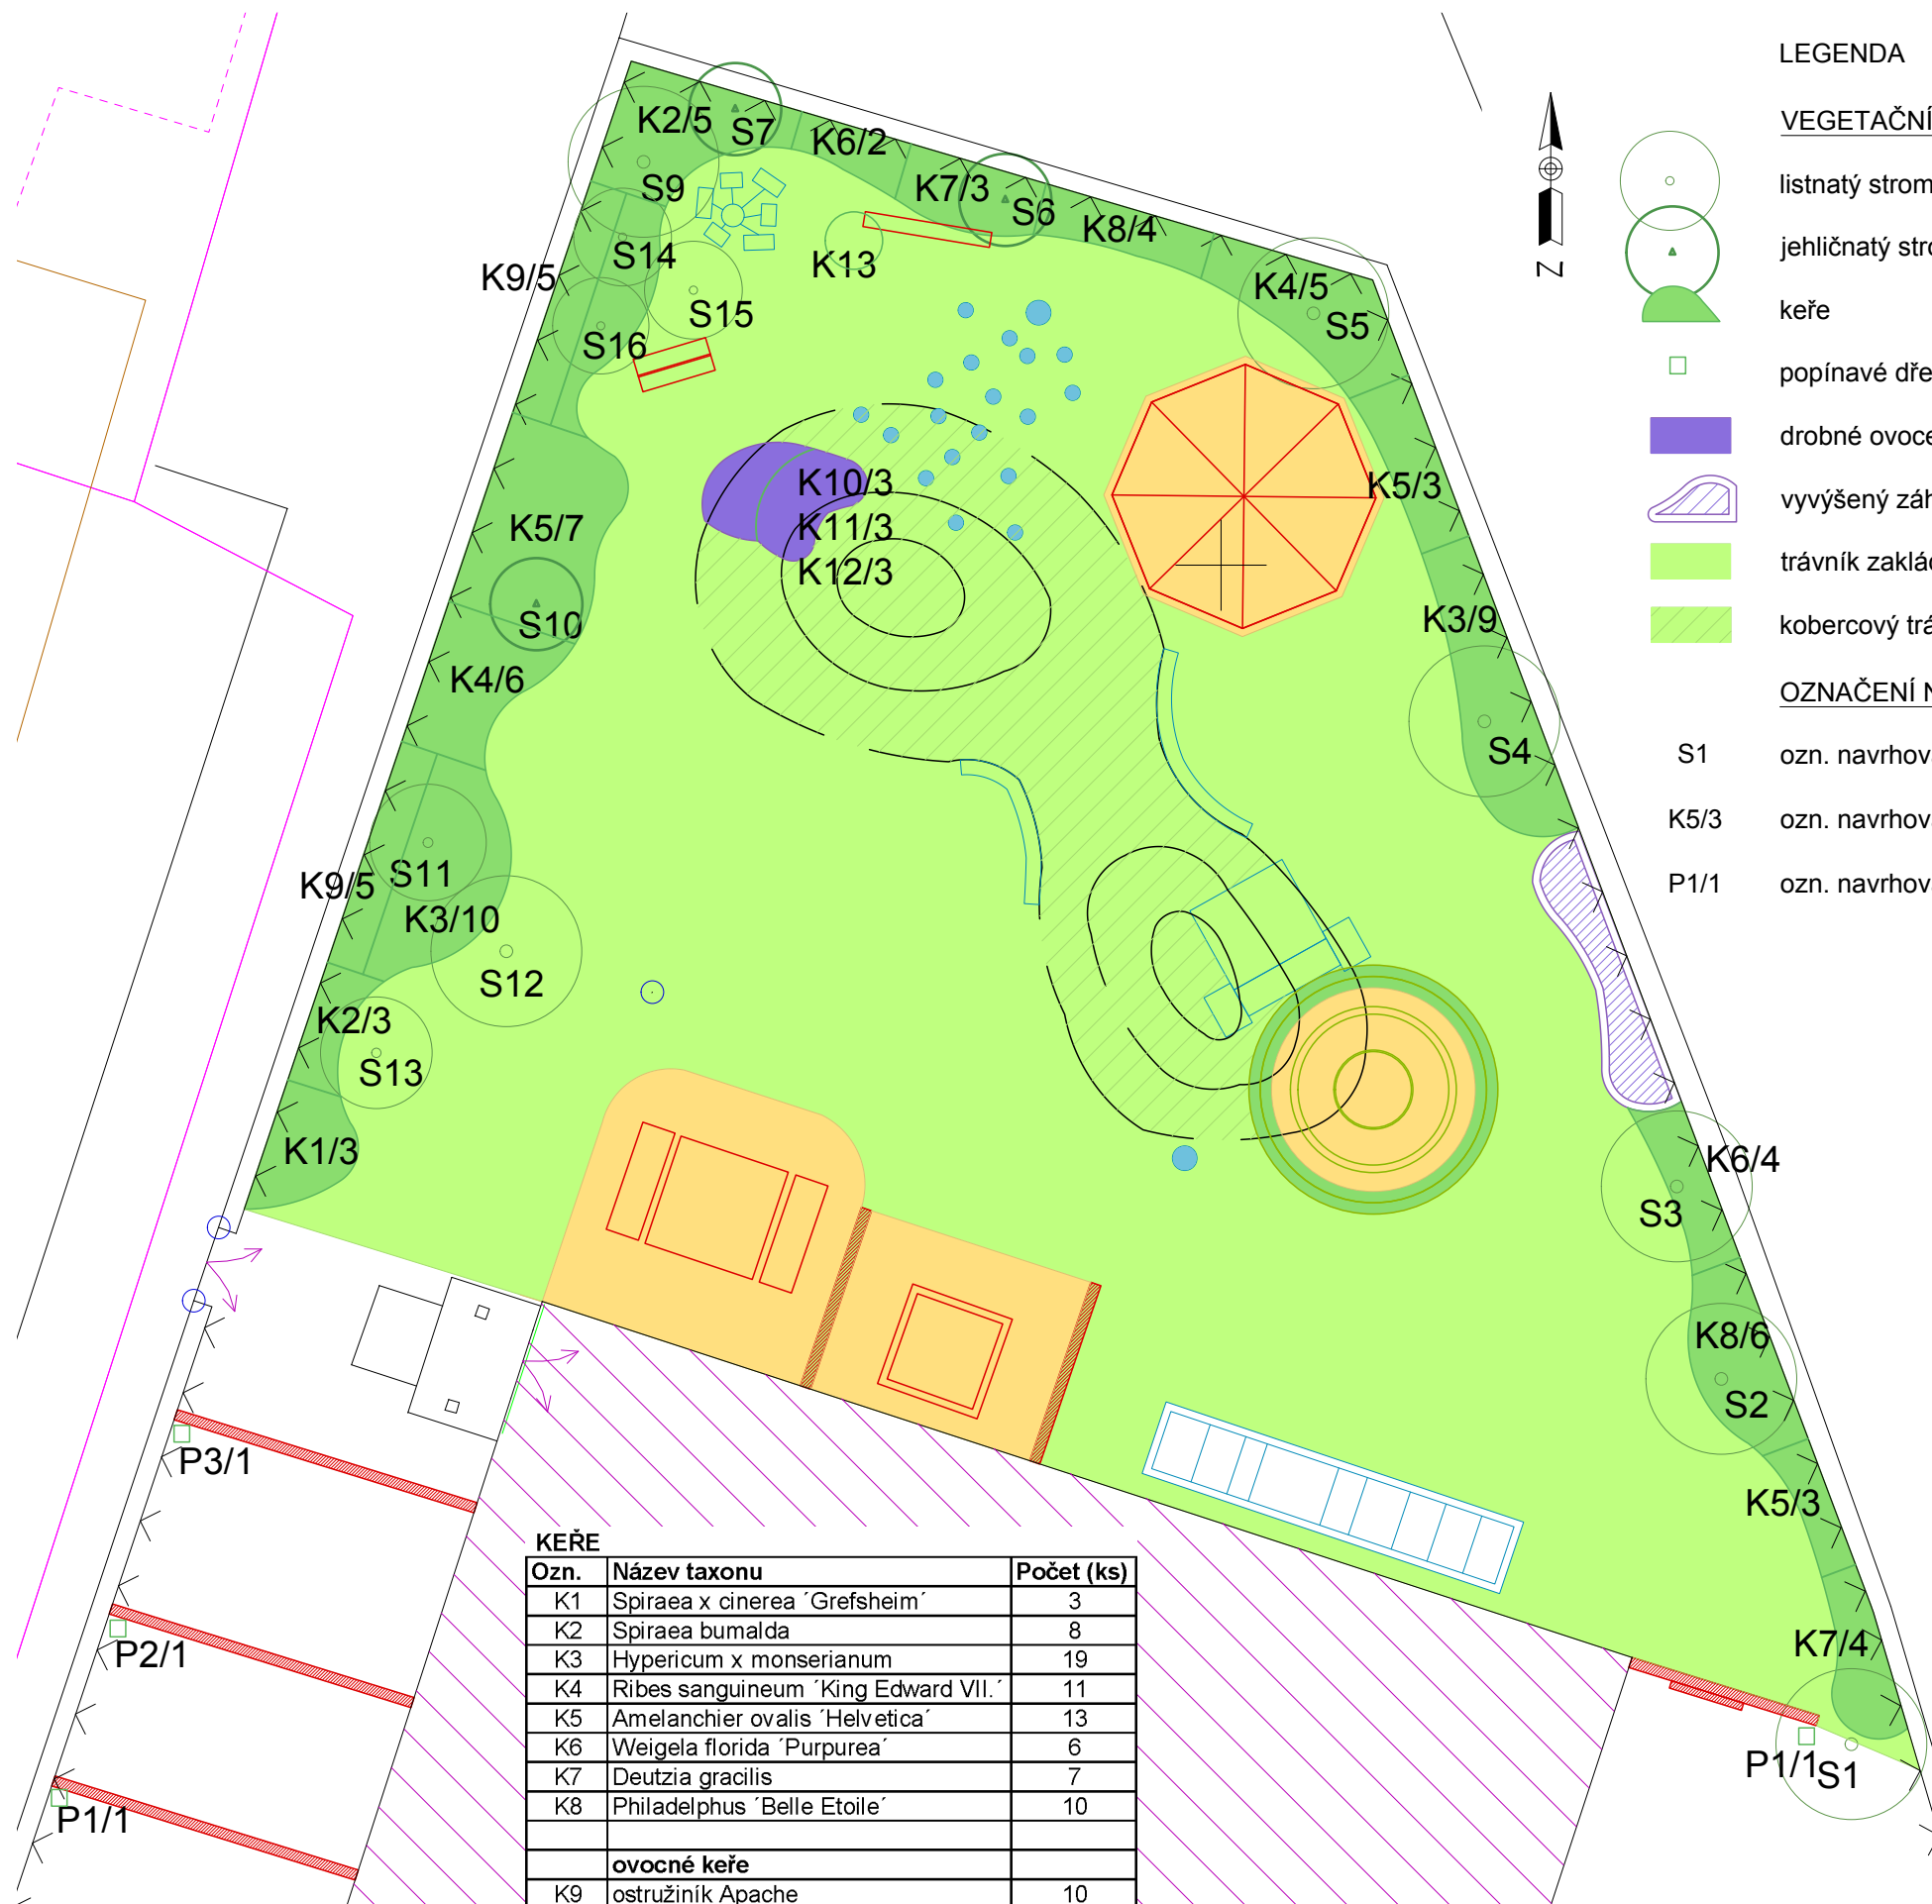 LEGENDA
VEGETAČNÍ
listnatý strom
jehličnatý stro
keře
popínavé dře
drobné ovoce
vyvýšený záh
trávník zaklád
kobercový trá
OZNAČENÍ N
S1 ozn. navrhov
K5/3 ozn. navrhov
P1/1 ozn. navrhov
Z
K2/5
S7
K6/2
S9
K7/3
S6
K8/4
S14
K13
K9/5
K4/5
S15
S5
S16
K10/3
K5/3
K11/3
K5/7
K12/3
S10
K3/9
K4/6
S4
S11
K9/5
K3/10
S12
K2/3
S13
K1/3
K6/4
S3
K8/6
S2
P3/1
K5/3
P2/1
K7/4
P1/1
S1
P1/1
KEŘE
Ozn. Název taxonu Počet (ks)
K1 Spiraea x cinerea ´Grefsheim´ 3
K2 Spiraea bumalda 8
K3 Hypericum x monserianum 19
K4 Ribes sanguineum ´King Edward VII.´ 11
K5 Amelanchier ovalis ´Helvetica´ 13
K6 Weigela florida ´Purpurea´ 6
K7 Deutzia gracilis 7
K8 Philadelphus ´Belle Etoile´ 10
ovocné keře
K9 ostružiník Apache 10